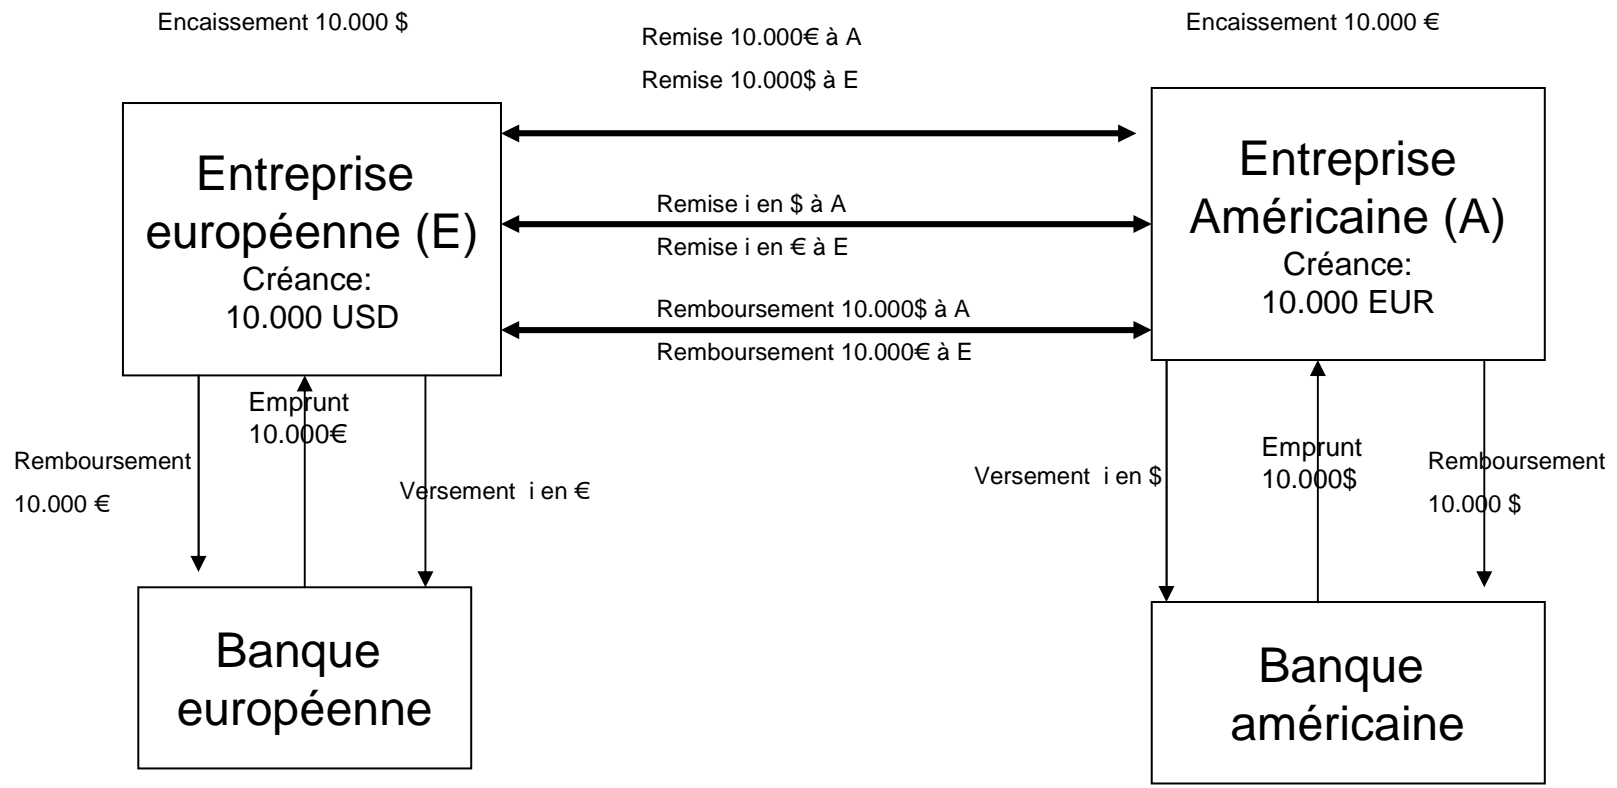 Encaissement 10.000 $
Remise 10.000€ à A
Remise 10.000$ à E
Encaissement 10.000 €
Entreprise
européenne (E)
Créance:
10.000 USD
Remise i en $ à A
Remise i en € à E
Remboursement 10.000$ à A
Remboursement 10.000€ à E
Entreprise
Américaine (A)
Créance:
10.000 EUR
Remboursement
10.000 €
Emprunt
10.000€
Versement i en €
Versement i en $
Emprunt
10.000$
Remboursement
10.000 $
Banque
européenne
Banque
américaine